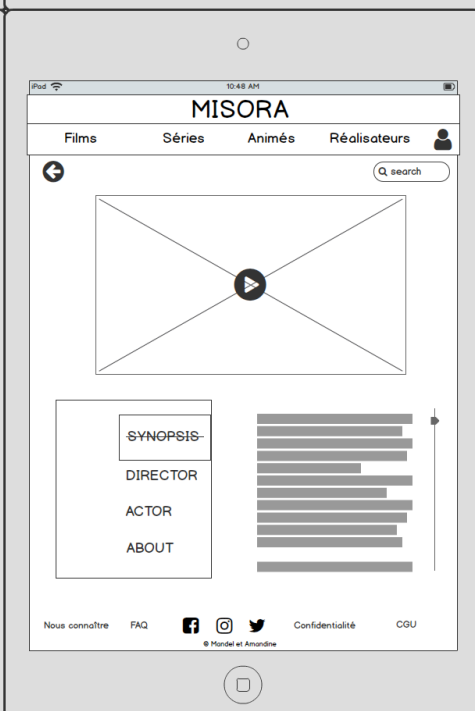 iPad 10:48 AM
MISORA
Films Séries Animés Réalisateurs
search
SYNOPSIS
DIRECTOR
ACTOR
ABOUT
Nous connaître FAQ Confidentialité CGU
© Mandel et Amandine